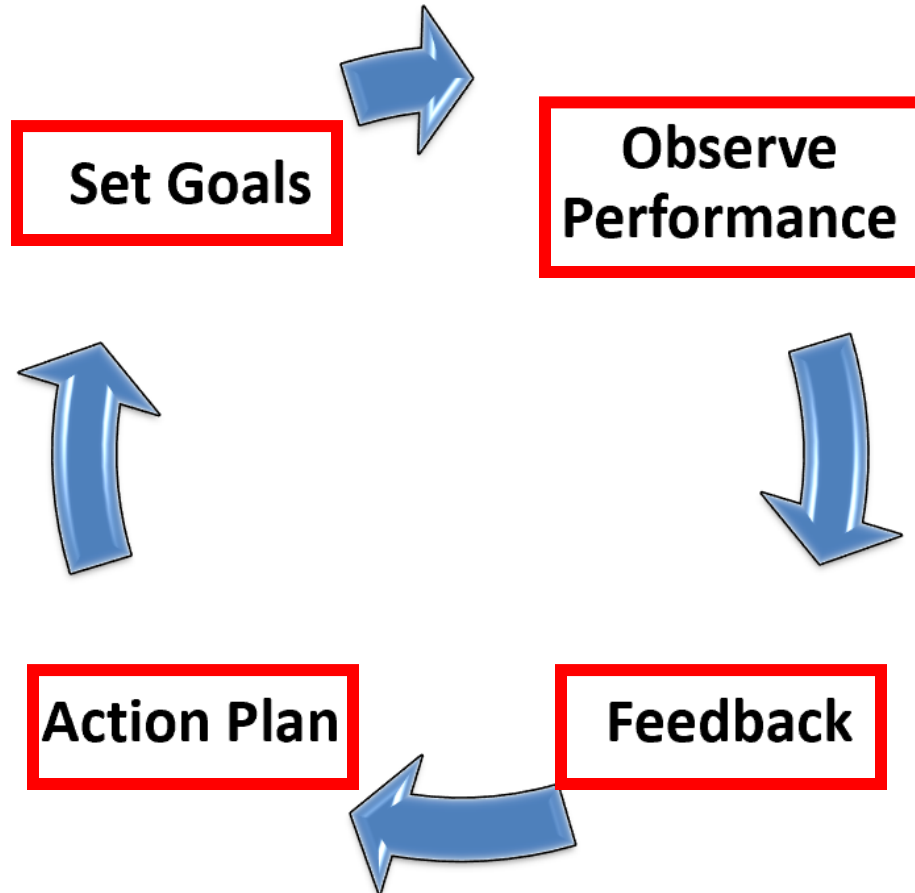 Set Goals
Observe
Performance
Feedback
Action Plan